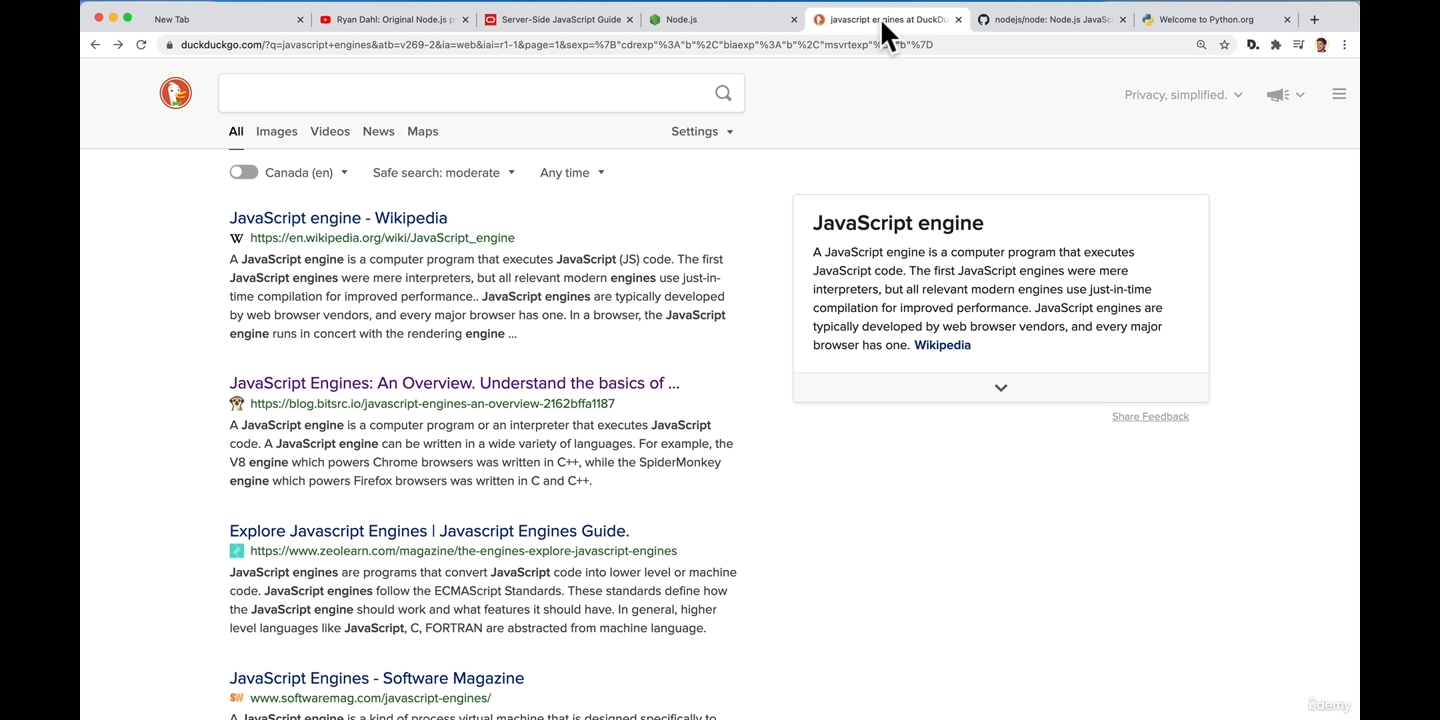 New Tab
Ryan Dahl: Original Node.js p
Server-Side JavaScript Guide
Node.js
javascript engines at DuckDu
nodejs/node: Node.js JavaSc
Welcome to Python.org
duckduckgo.com/?q=javascript+engines&atb=v269-2&ia=web&iai=r1-1&page=1&sexp=%7B"cdrexp"%3A"b"%2C"biaexp"%3A"b"%2C"msvrtexp"% "b"%7D
Privacy, simplified.
All Images Videos News Maps Settings
Canada (en) Safe search: moderate Any time
JavaScript engine - Wikipedia
W https://en.wikipedia.org/wiki/JavaScript_engine
A JavaScript engine is a computer program that executes JavaScript (JS) code. The first
JavaScript engines were mere interpreters, but all relevant modern engines use just-in-
time compilation for improved performance.. JavaScript engines are typically developed
by web browser vendors, and every major browser has one. In a browser, the JavaScript
engine runs in concert with the rendering engine ...
JavaScript Engines: An Overview. Understand the basics of ...
https://blog.bitsrc.io/javascript-engines-an-overview-2162bffa1187
A JavaScript engine is a computer program or an interpreter that executes JavaScript
code. A JavaScript engine can be written in a wide variety of languages. For example, the
V8 engine which powers Chrome browsers was written in C++, while the SpiderMonkey
engine which powers Firefox browsers was written in C and C++.
Explore Javascript Engines | Javascript Engines Guide.
https://www.zeolearn.com/magazine/the-engines-explore-javascript-engines
JavaScript engines are programs that convert JavaScript code into lower level or machine
code. JavaScript engines follow the ECMAScript Standards. These standards define how
the JavaScript engine should work and what features it should have. In general, higher
level languages like JavaScript, C, FORTRAN are abstracted from machine language.
JavaScript Engines - Software Magazine
SW www.softwaremag.com/javascript-engines/
A JavaScript engine is a kind of process virtual machine that is designed specifically to
JavaScript engine
A JavaScript engine is a computer program that executes
JavaScript code. The first JavaScript engines were mere
interpreters, but all relevant modern engines use just-in-time
compilation for improved performance. JavaScript engines are
typically developed by web browser vendors, and every major
browser has one. Wikipedia
Share Feedback
ûdemy